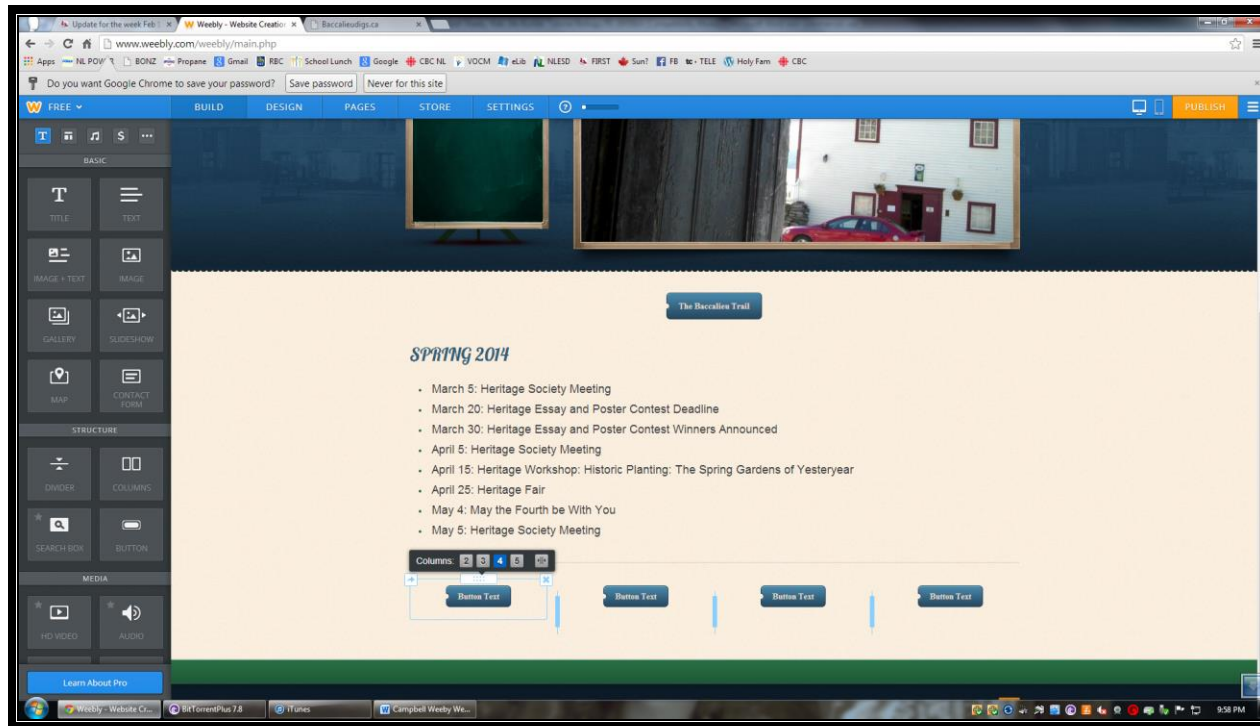 Update for the week Feb
Weebly - Website Creation
Baccalieudigs.ca
www.weebly.com/weebly/main.php
Apps NL POW BONZ Propane Gmail RBC School Lunch Google CBC NL VOCM eLib NLESD FIRST Sun! FB TELE Holy Fam CBC
Do you want Google Chrome to save your password? Save password Never for this site
FREE BUILD DESIGN PAGES STORE SETTINGS PUBLISH
BASIC
TITLE TEXT
IMAGE + TEXT IMAGE
GALLERY SLIDESHOW
MAP CONTACT FORM
STRUCTURE
DIVIDER COLUMNS
SEARCH BOX BUTTON
MEDIA
HD VIDEO AUDIO
Learn About Pro
The Baccalieu Trail
SPRING 2014
• March 5: Heritage Society Meeting
• March 20: Heritage Essay and Poster Contest Deadline
• March 30: Heritage Essay and Poster Contest Winners Announced
• April 5: Heritage Society Meeting
• April 15: Heritage Workshop: Historic Planting: The Spring Gardens of Yesteryear
• April 25: Heritage Fair
• May 4: May the Fourth be With You
• May 5: Heritage Society Meeting
Columns: 2 3 4 5
Button Text Button Text Button Text Button Text
Weebly - Website Cr... BitTorrentPlus 7.8 iTunes Campbell Weeby We... 9:58 PM